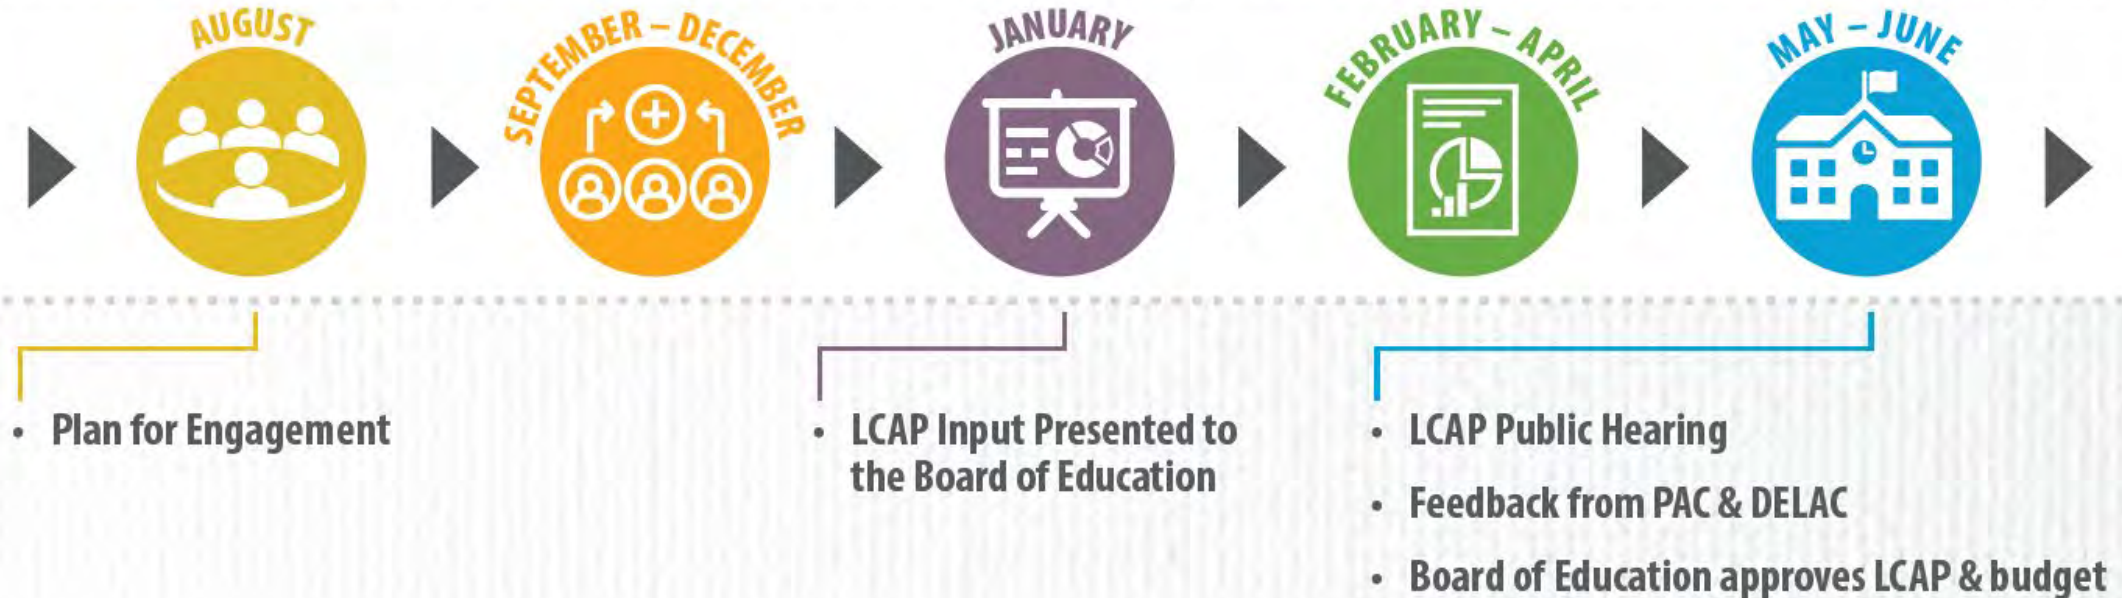 AUGUST
SEPTEMBER – DECEMBER
JANUARY
FEBRUARY – APRIL
MAY – JUNE
• Plan for Engagement
• LCAP Input Presented to
the Board of Education
• LCAP Public Hearing
• Feedback from PAC & DELAC
• Board of Education approves LCAP & budget